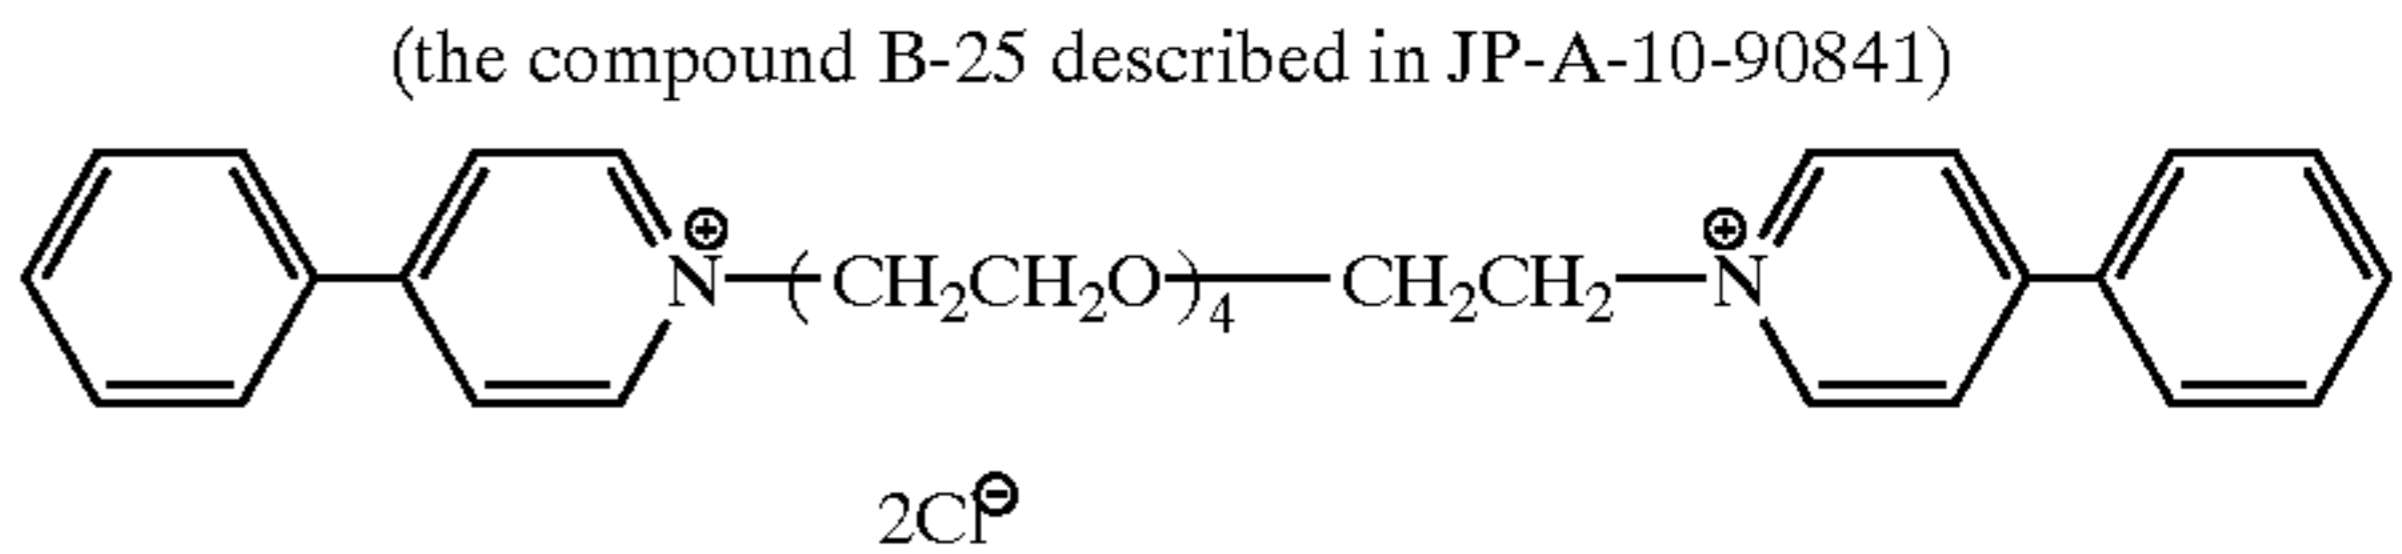 (the compound B-25 described in JP-A-10-90841)
N⊕—(CH₂CH₂O)₄—CH₂CH₂—N⊕
2Cl⊖